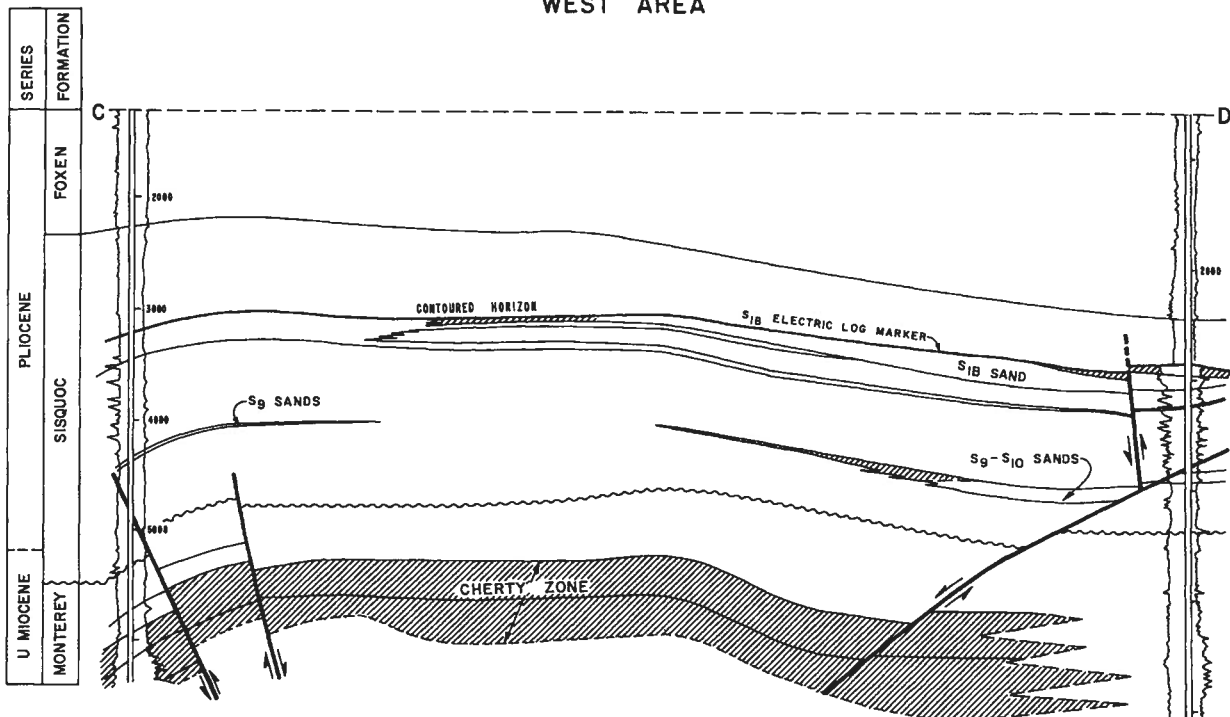 WEST AREA
SERIES
FORMATION
C
D
FOXEN
2000
2000
PLIOCENE
3000
CONTOURED HORIZON
S1B ELECTRIC LOG MARKER
S1B SAND
SISQUOC
S9 SANDS
4000
S9-S10 SANDS
5000
U MIOCENE
MONTEREY
CHERTY ZONE